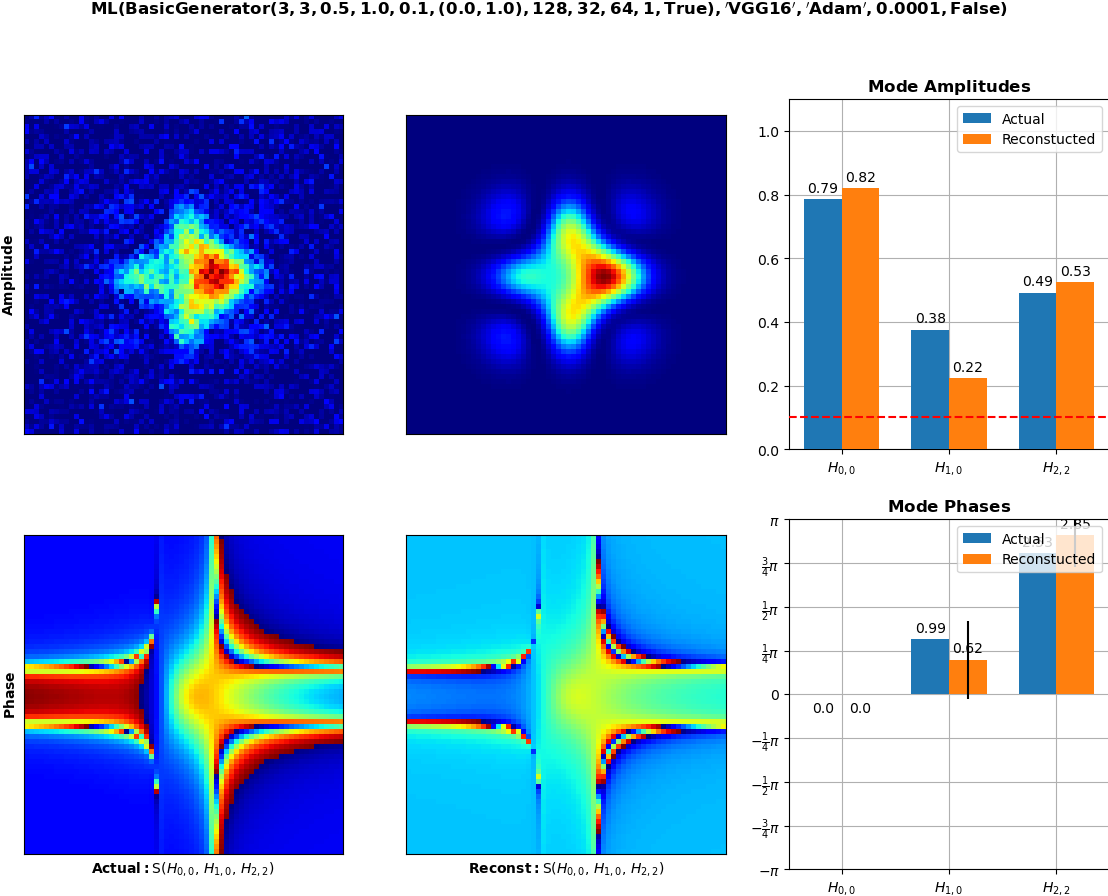 ML(BasicGenerator(3, 3, 0.5, 1.0, 0.1, (0.0, 1.0), 128, 32, 64, 1, True), 'VGG16', 'Adam', 0.0001, False)
Amplitude
Mode Amplitudes
Actual
Reconstucted
1.0
0.8
0.6
0.4
0.2
0.0
0.79
0.82
0.38
0.22
0.49
0.53
H0,0
H1,0
H2,2
Phase
Actual: S(H0,0, H1,0, H2,2)
Reconst: S(H0,0, H1,0, H2,2)
Mode Phases
Actual
Reconstucted
π
3/4π
1/2π
1/4π
0
−1/4π
−1/2π
−3/4π
−π
0.0
0.0
0.99
0.62
2.85
H0,0
H1,0
H2,2